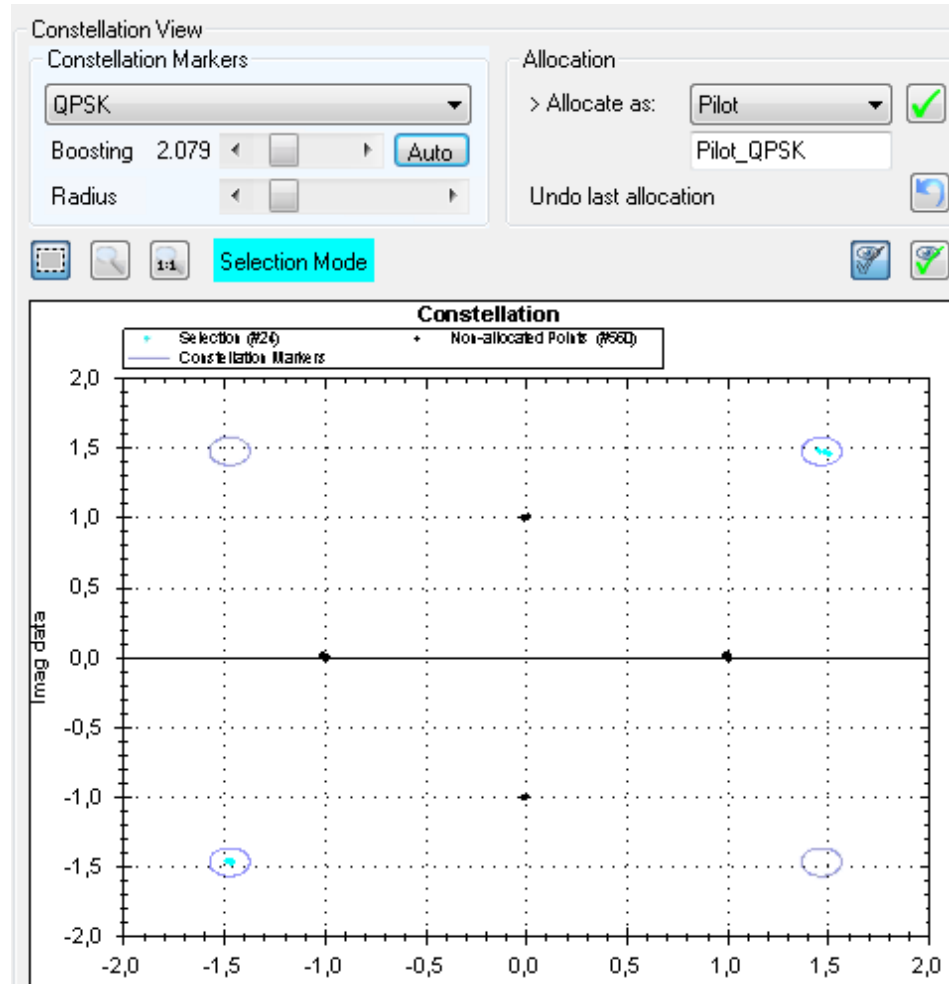 Constellation View
Constellation Markers
QPSK
Boosting 2.079 Auto
Radius
Allocation
> Allocate as: Pilot
Pilot_QPSK
Undo last allocation
1:1 Selection Mode
Constellation
Selection (#24) Non-allocated Points (#560)
Constellation Markers
2,0
1,5
1,0
0,5
0,0
-0,5
-1,0
-1,5
-2,0
Imag data
-2,0 -1,5 -1,0 -0,5 0,0 0,5 1,0 1,5 2,0